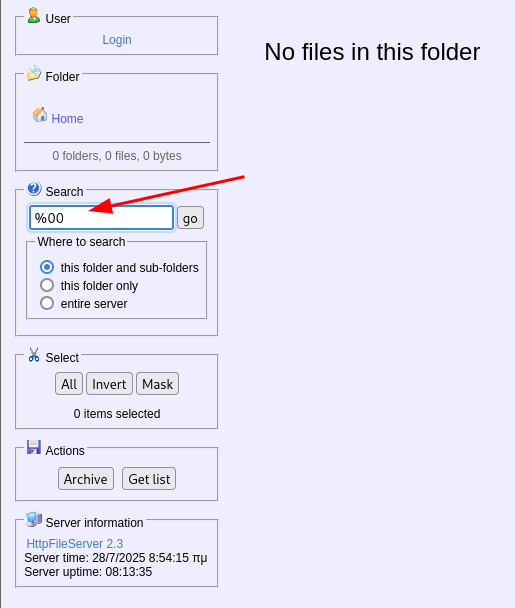 User
Login
No files in this folder
Folder
Home
0 folders, 0 files, 0 bytes
Search
%00 go
Where to search
this folder and sub-folders
this folder only
entire server
Select
All Invert Mask
0 items selected
Actions
Archive Get list
Server information
HttpFileServer 2.3
Server time: 28/7/2025 8:54:15 πμ
Server uptime: 08:13:35